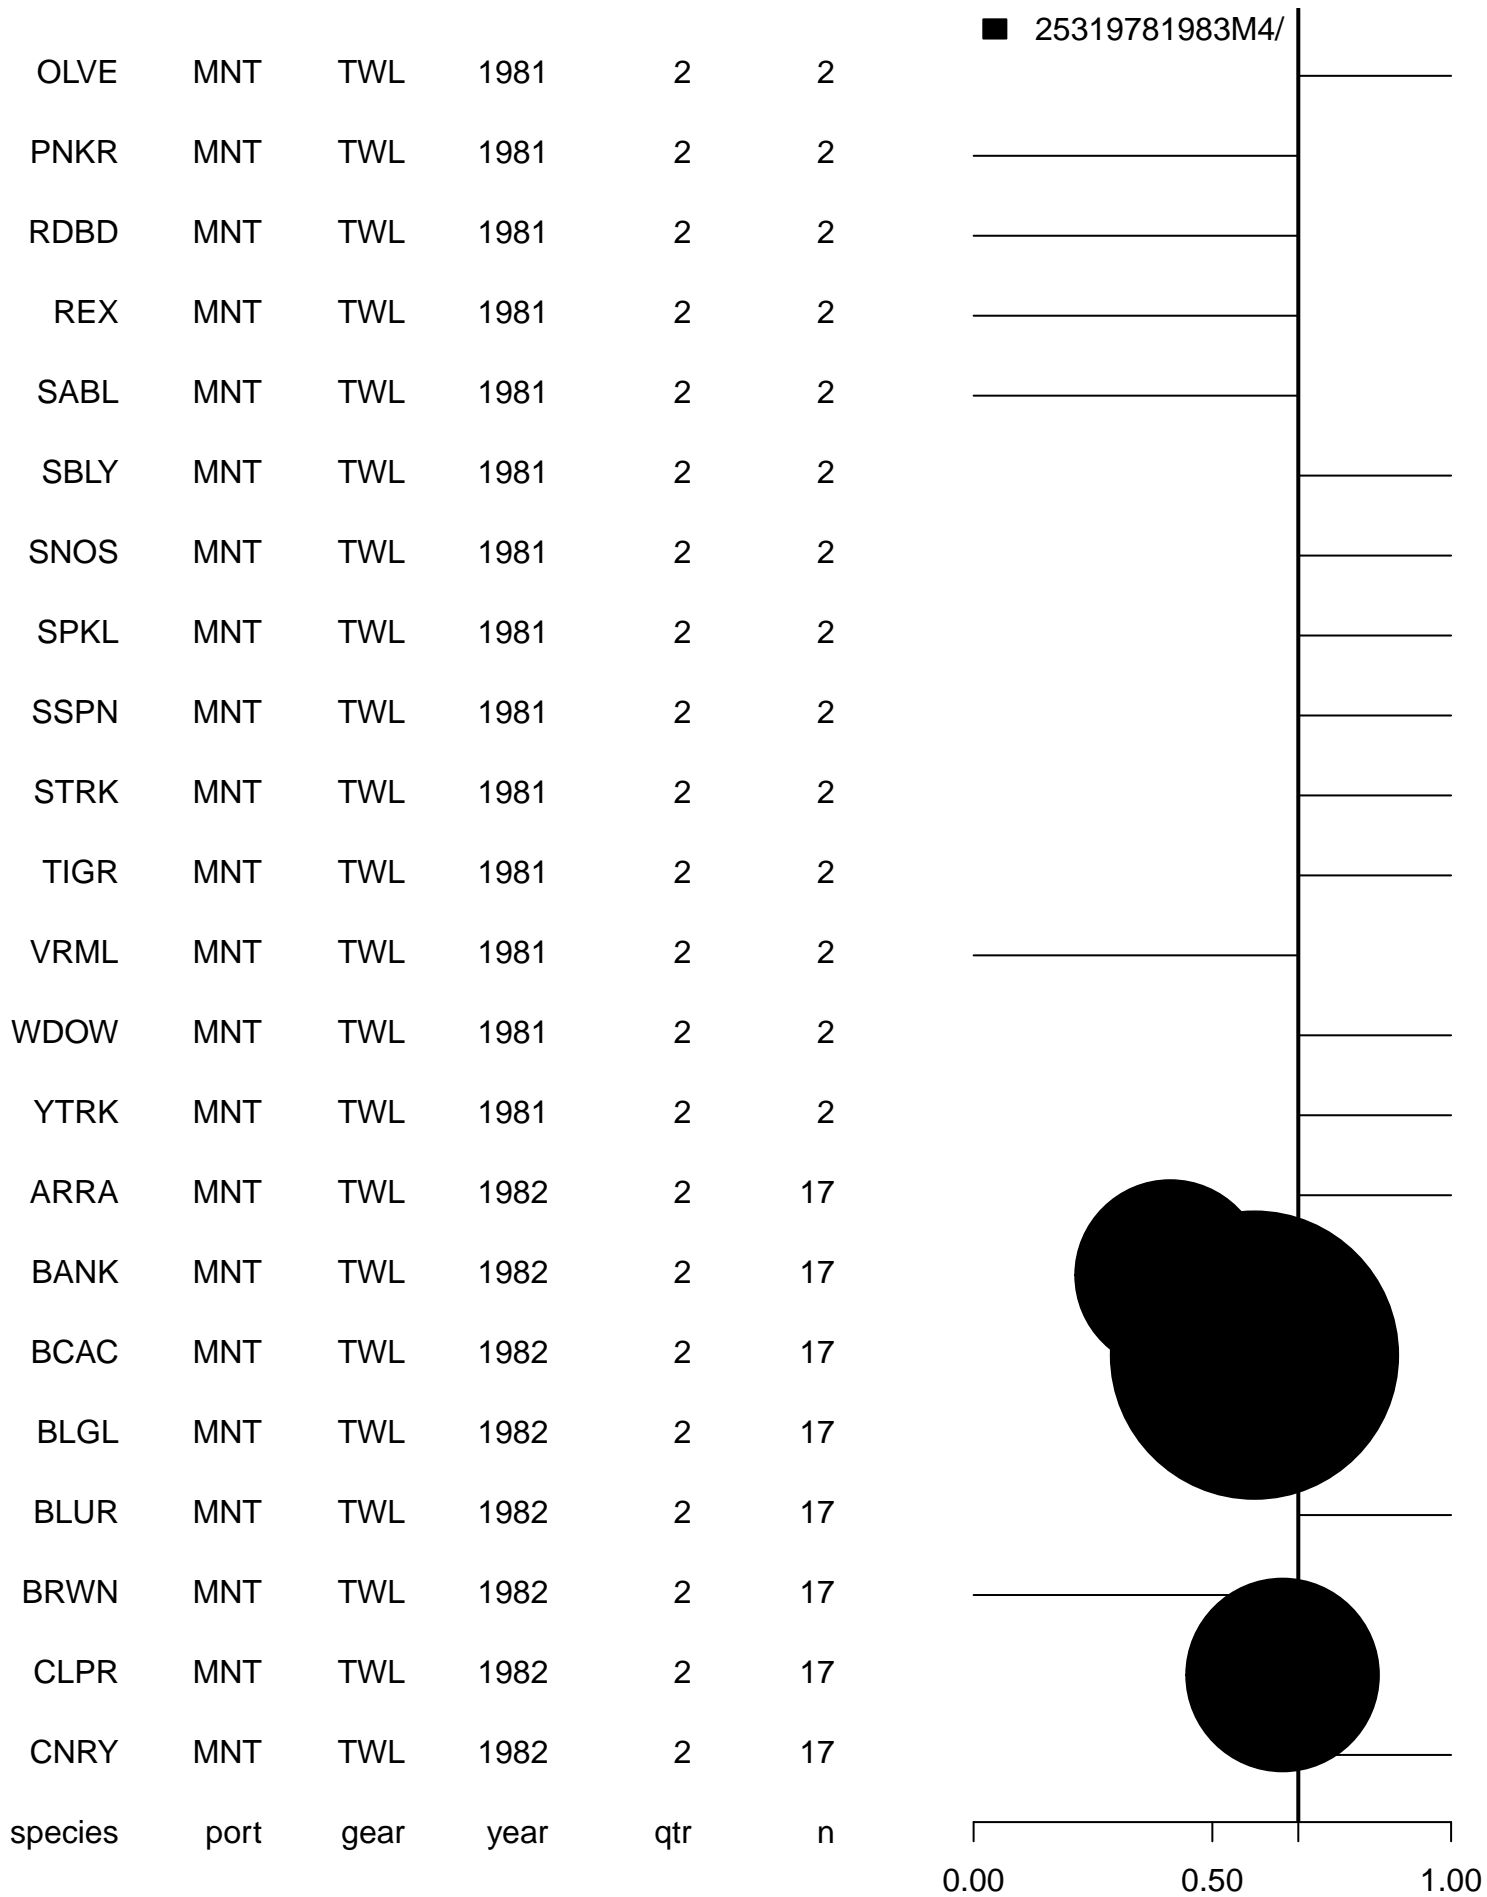 25319781983M4/
OLVE MNT TWL 1981 2 2
PNKR MNT TWL 1981 2 2
RDBD MNT TWL 1981 2 2
REX MNT TWL 1981 2 2
SABL MNT TWL 1981 2 2
SBLY MNT TWL 1981 2 2
SNOS MNT TWL 1981 2 2
SPKL MNT TWL 1981 2 2
SSPN MNT TWL 1981 2 2
STRK MNT TWL 1981 2 2
TIGR MNT TWL 1981 2 2
VRML MNT TWL 1981 2 2
WDOW MNT TWL 1981 2 2
YTRK MNT TWL 1981 2 2
ARRA MNT TWL 1982 2 17
BANK MNT TWL 1982 2 17
BCAC MNT TWL 1982 2 17
BLGL MNT TWL 1982 2 17
BLUR MNT TWL 1982 2 17
BRWN MNT TWL 1982 2 17
CLPR MNT TWL 1982 2 17
CNRY MNT TWL 1982 2 17
species port gear year qtr n
0.00 0.50 1.00